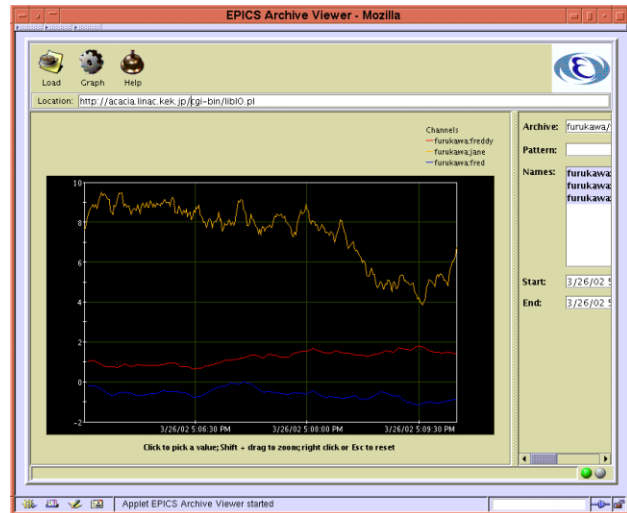 EPICS Archive Viewer - Mozilla
Load Graph Help
Location: http://acacia.linac.kek.jp/cgi-bin/libIO.pl
Channels
furukawa:freddy
furukawa:jane
furukawa:fred
10
8
6
4
2
0
-2
3/26/02 5:06:30 PM 3/26/02 5:08:00 PM 3/26/02 5:09:30 PM
Click to pick a value; Shift + drag to zoom; right click or Esc to reset
Archive: furukawa/
Pattern:
Names: furukawa:
furukawa:
furukawa:
Start: 3/26/02 5
End: 3/26/02 5
Applet EPICS Archive Viewer started